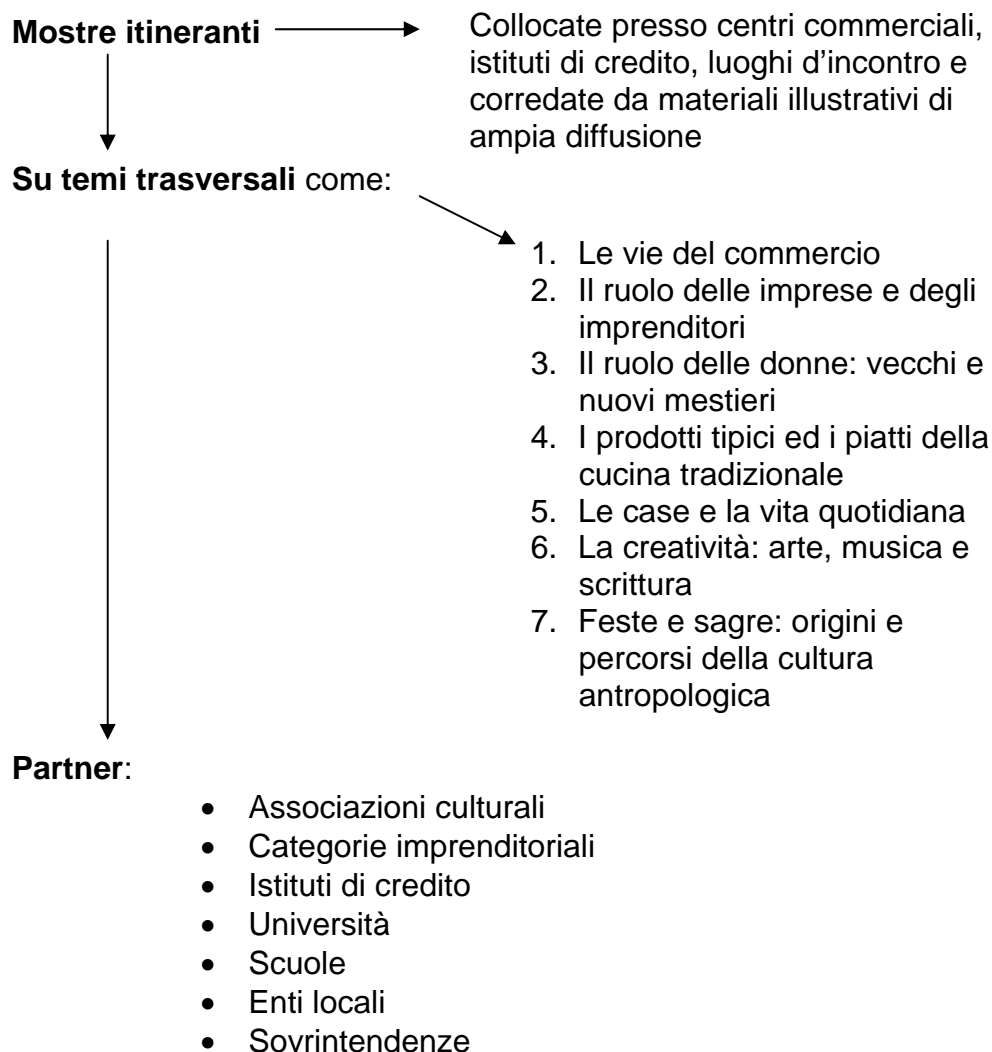 Mostre itineranti
Collocate presso centri commerciali,
istituti di credito, luoghi d’incontro e
corredate da materiali illustrativi di
ampia diffusione
Su temi trasversali come:
1. Le vie del commercio
2. Il ruolo delle imprese e degli
imprenditori
3. Il ruolo delle donne: vecchi e
nuovi mestieri
4. I prodotti tipici ed i piatti della
cucina tradizionale
5. Le case e la vita quotidiana
6. La creatività: arte, musica e
scrittura
7. Feste e sagre: origini e
percorsi della cultura
antropologica
Partner:
• Associazioni culturali
• Categorie imprenditoriali
• Istituti di credito
• Università
• Scuole
• Enti locali
• Sovrintendenze